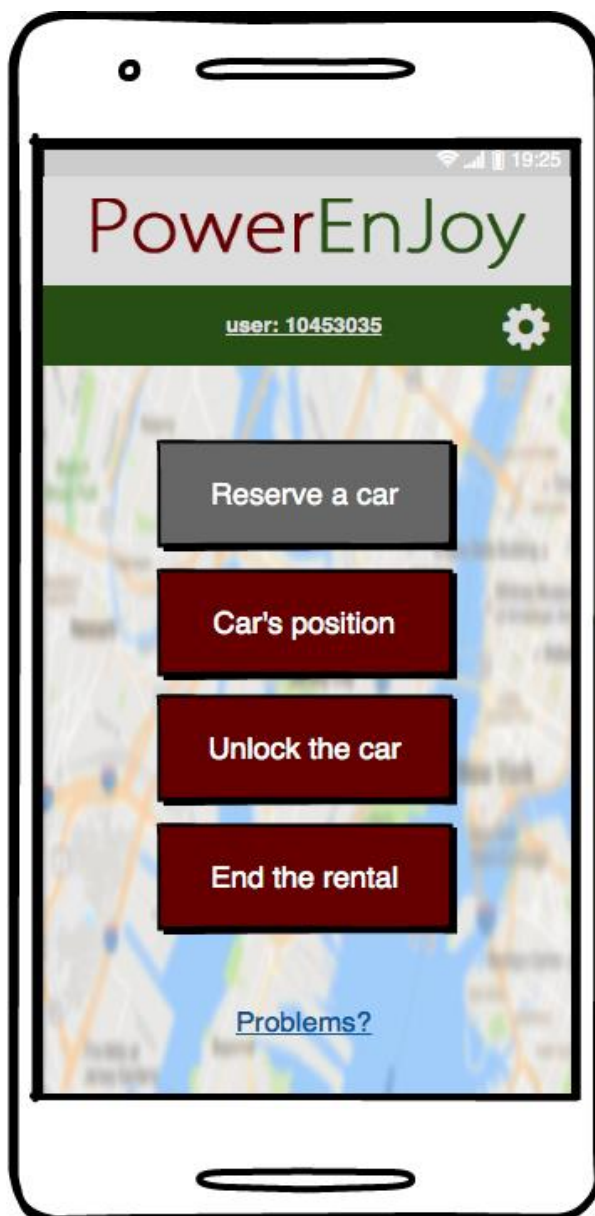 19:25
PowerEnJoy
user: 10453035
Reserve a car
Car's position
Unlock the car
End the rental
Problems?